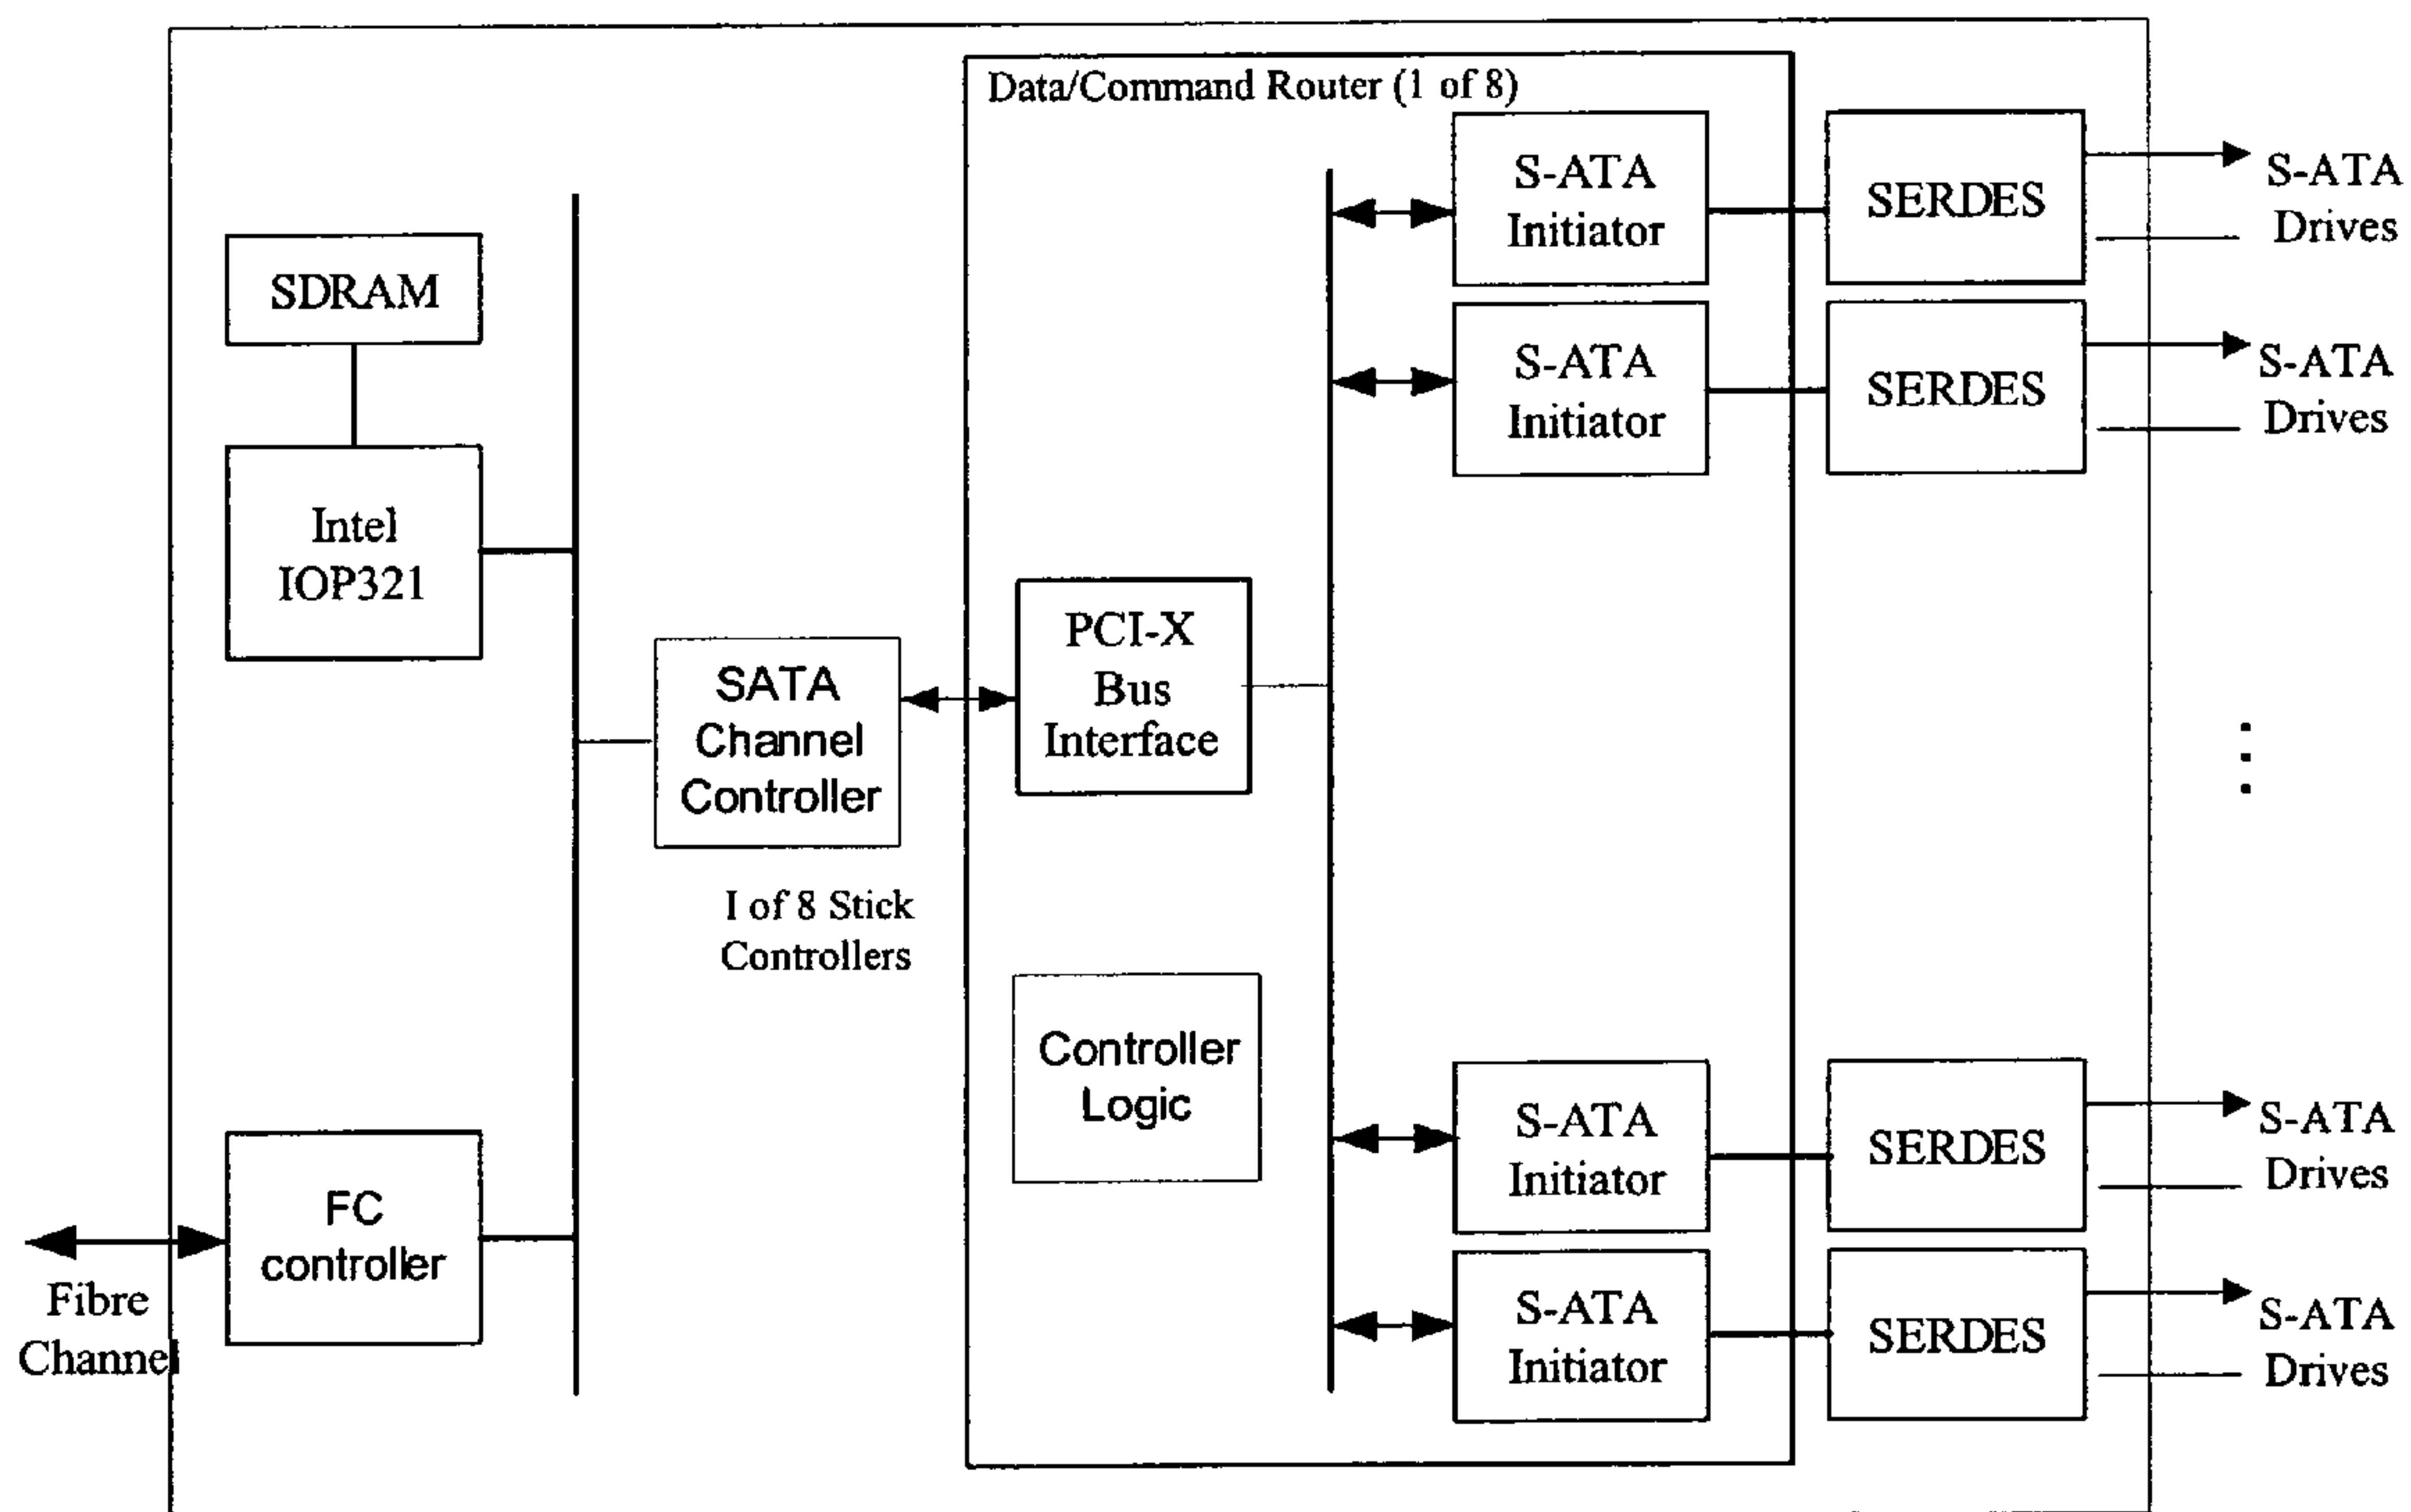 Data/Command Router (1 of 8)
SDRAM
Intel
IOP321
SATA
Channel
Controller
I of 8 Stick
Controllers
FC
controller
Fibre
Channel
PCI-X
Bus
Interface
Controller
Logic
S-ATA
Initiator
SERDES
S-ATA
Drives
S-ATA
Initiator
SERDES
S-ATA
Drives
S-ATA
Initiator
SERDES
S-ATA
Drives
S-ATA
Initiator
SERDES
S-ATA
Drives